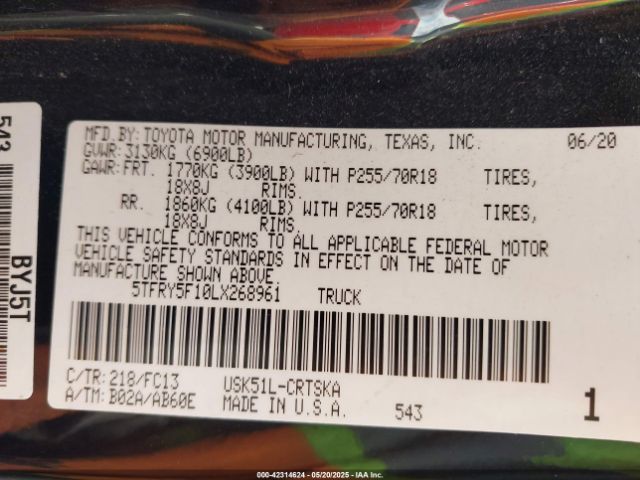 MFD.BY:TOYOTA MOTOR MANUFACTURING, TEXAS, INC. 06/20
GVWR:3130KG (6900LB)
GAWR:FRT. 1770KG (3900LB) WITH P255/70R18 TIRES,
18X8J RIMS.
RR. 1860KG (4100LB) WITH P255/70R18 TIRES,
18X8J RIMS.
THIS VEHICLE CONFORMS TO ALL APPLICABLE FEDERAL MOTOR
VEHICLE SAFETY STANDARDS IN EFFECT ON THE DATE OF
MANUFACTURE SHOWN ABOVE.
5TFRY5F10LX268961 TRUCK
C/TR:218/FC13 USK51L-CRTSKA
A/TM:B02A/AB60E MADE IN U.S.A. 543 1
543
BYJ5T
000-42314624 - 05/20/2025 - IAA Inc.